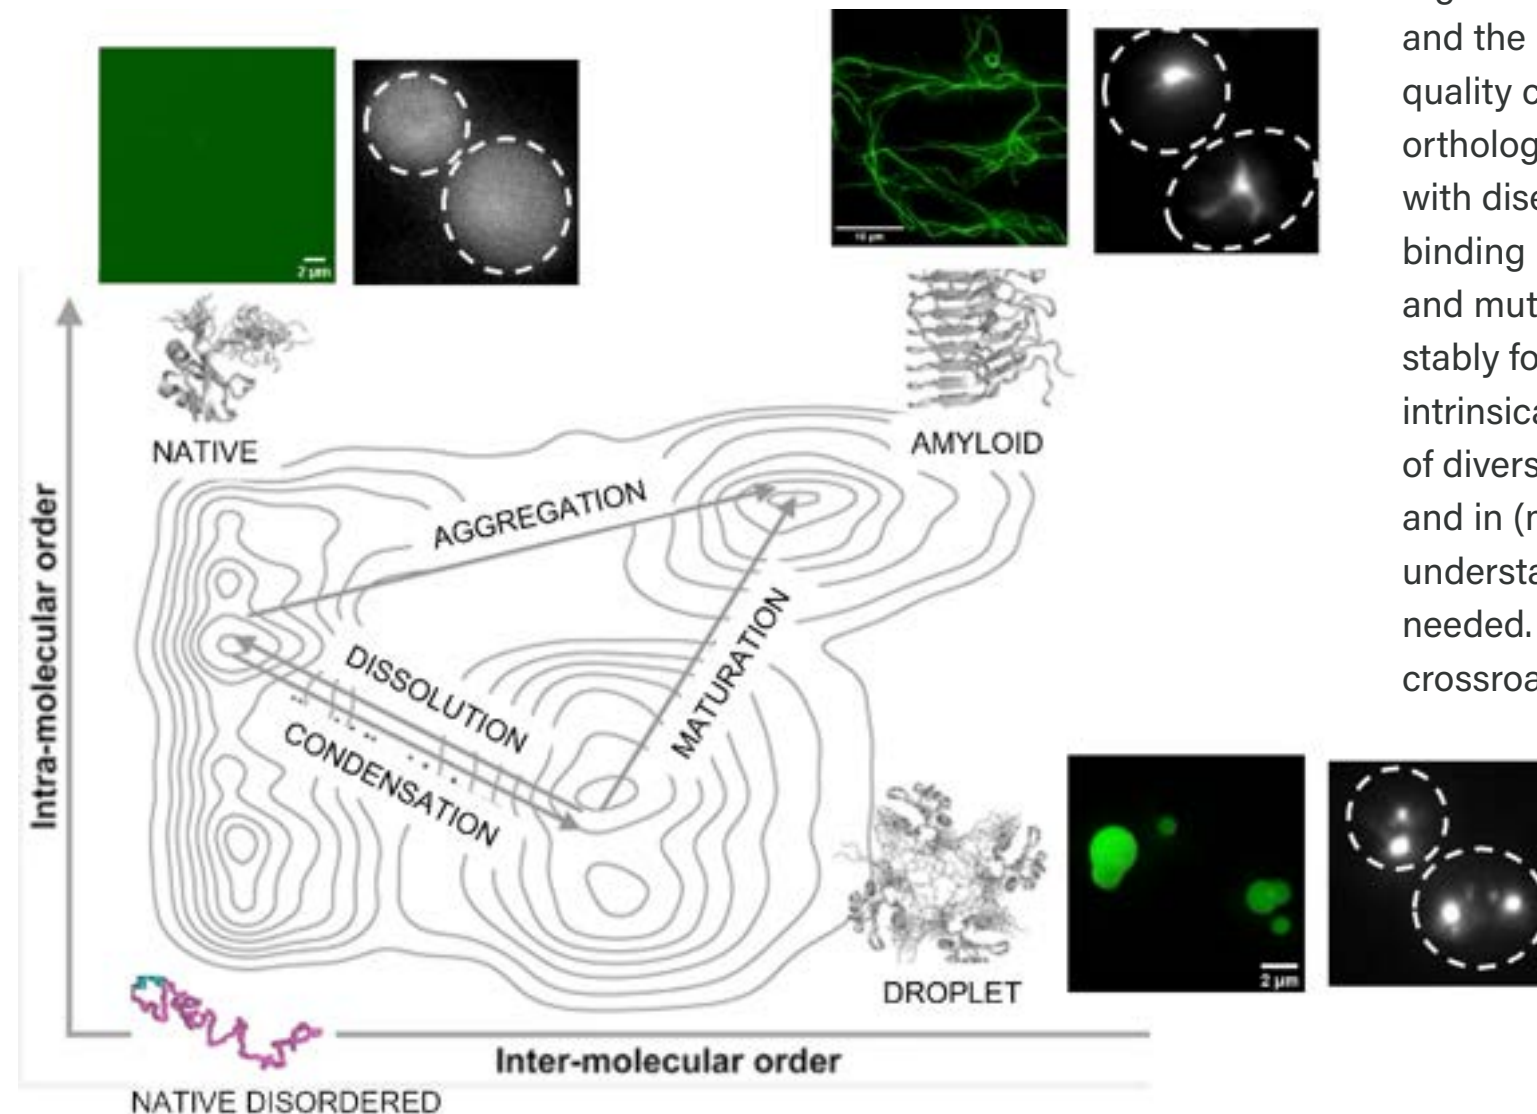 and the
quality
ortholog
with dise
binding
and mut
stably fo
intrinsica
of divers
and in (r
understa
needed.
crossroa
2 µm
10 µm
NATIVE
AMYLOID
AGGREGATION
DISSOLUTION
CONDENSATION
MATURATION
Intra-molecular order
DROPLET
2 µm
Inter-molecular order
NATIVE DISORDERED